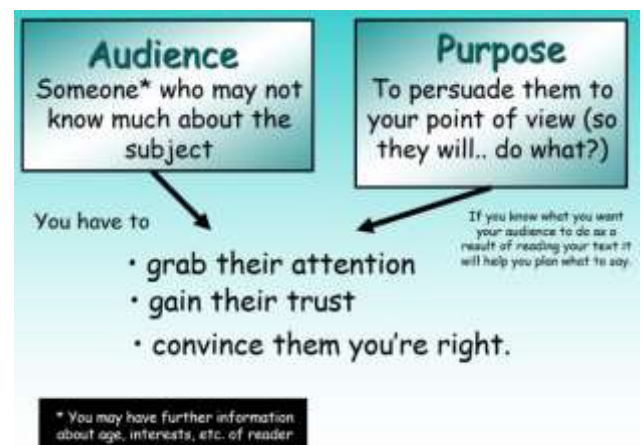 Audience
Someone* who may not
know much about the
subject
Purpose
To persuade them to
your point of view (so
they will.. do what?)
You have to
If you know what you want
your audience to do as a
result of reading your text it
will help you plan what to say.
• grab their attention
• gain their trust
• convince them you're right.
* You may have further information
about age, interests, etc. of reader